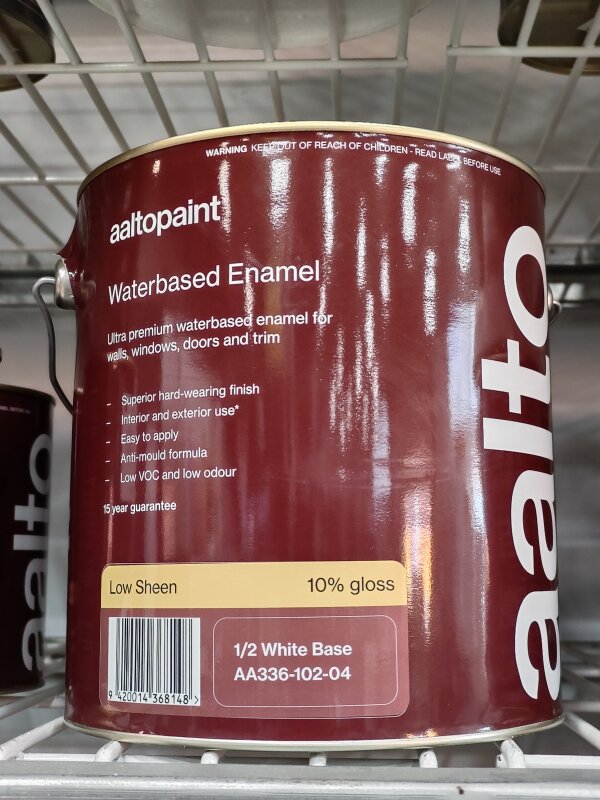 WARNING KEEP OUT OF REACH OF CHILDREN - READ LABEL BEFORE USE
aaltopaint
Waterbased Enamel
Ultra premium waterbased enamel for
walls, windows, doors and trim
- Superior hard-wearing finish
- Interior and exterior use*
- Easy to apply
- Anti-mould formula
- Low VOC and low odour
15 year guarantee
Low Sheen 10% gloss
1/2 White Base
AA336-102-04
9 420014 368148 >
aalto
aalto